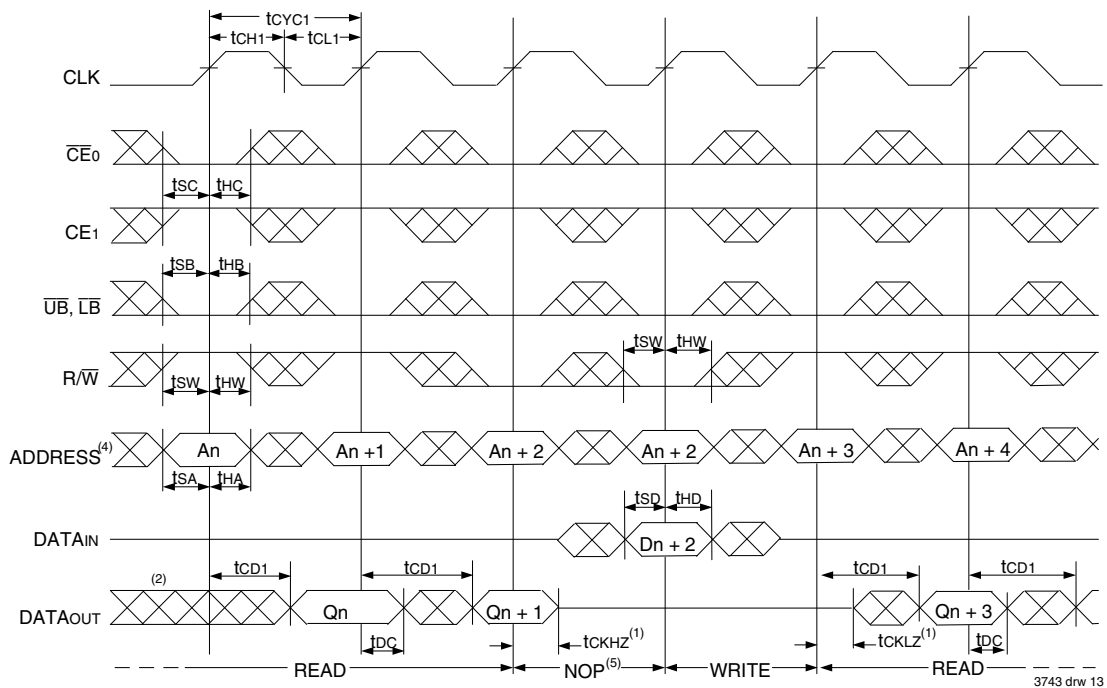 tCYC1
tCH1 tCL1
CLK
CE0
tSC tHC
CE1
tSB tHB
UB, LB
tSW tHW
R/W
tSW tHW
ADDRESS(4) An An +1 An + 2 An + 2 An + 3 An + 4
tSA tHA
tSD tHD
DATAIN Dn + 2
(2) tCD1 tCD1 tCD1 tCD1
DATAOUT Qn Qn + 1 Qn + 3
tDC tCKHZ(1) tCKLZ(1) tDC
READ NOP(5) WRITE READ
3743 drw 13